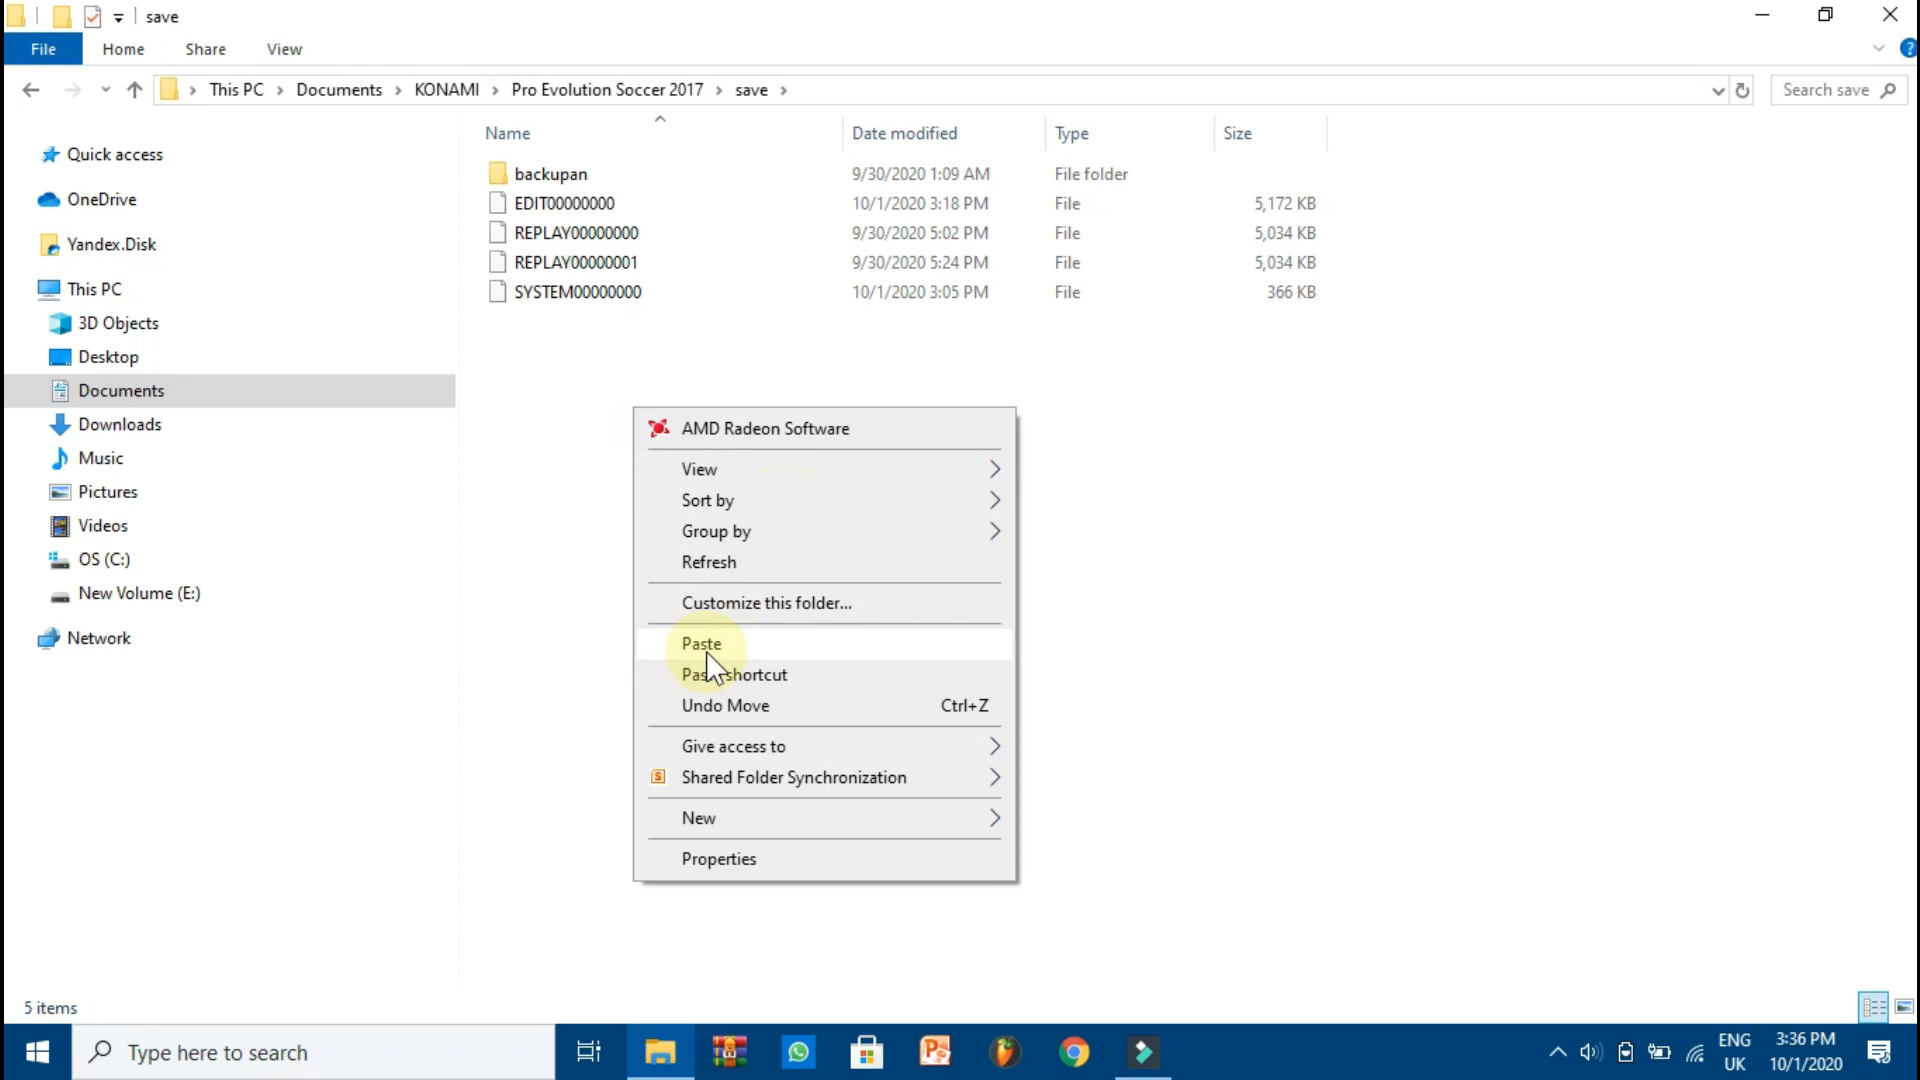 save
File Home Share View
This PC Documents KONAMI Pro Evolution Soccer 2017 save
Search save
Name Date modified Type Size
Quick access
OneDrive
Yandex.Disk
This PC
3D Objects
Desktop
Documents
Downloads
Music
Pictures
Videos
OS (C:)
New Volume (E:)
Network
backupan 9/30/2020 1:09 AM File folder
EDIT00000000 10/1/2020 3:18 PM File 5,172 KB
REPLAY00000000 9/30/2020 5:02 PM File 5,034 KB
REPLAY00000001 9/30/2020 5:24 PM File 5,034 KB
SYSTEM00000000 10/1/2020 3:05 PM File 366 KB
AMD Radeon Software
View
Sort by
Group by
Refresh
Customize this folder...
Paste
Paste shortcut
Undo Move Ctrl+Z
Give access to
Shared Folder Synchronization
New
Properties
5 items
Type here to search
ENG
UK
3:36 PM
10/1/2020